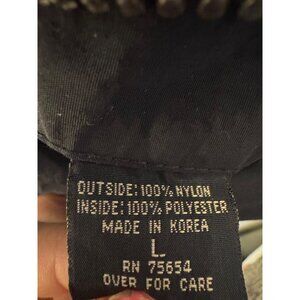 OUTSIDE: 100% NYLON
INSIDE: 100% POLYESTER
MADE IN KOREA
L
RN 75654
OVER FOR CARE